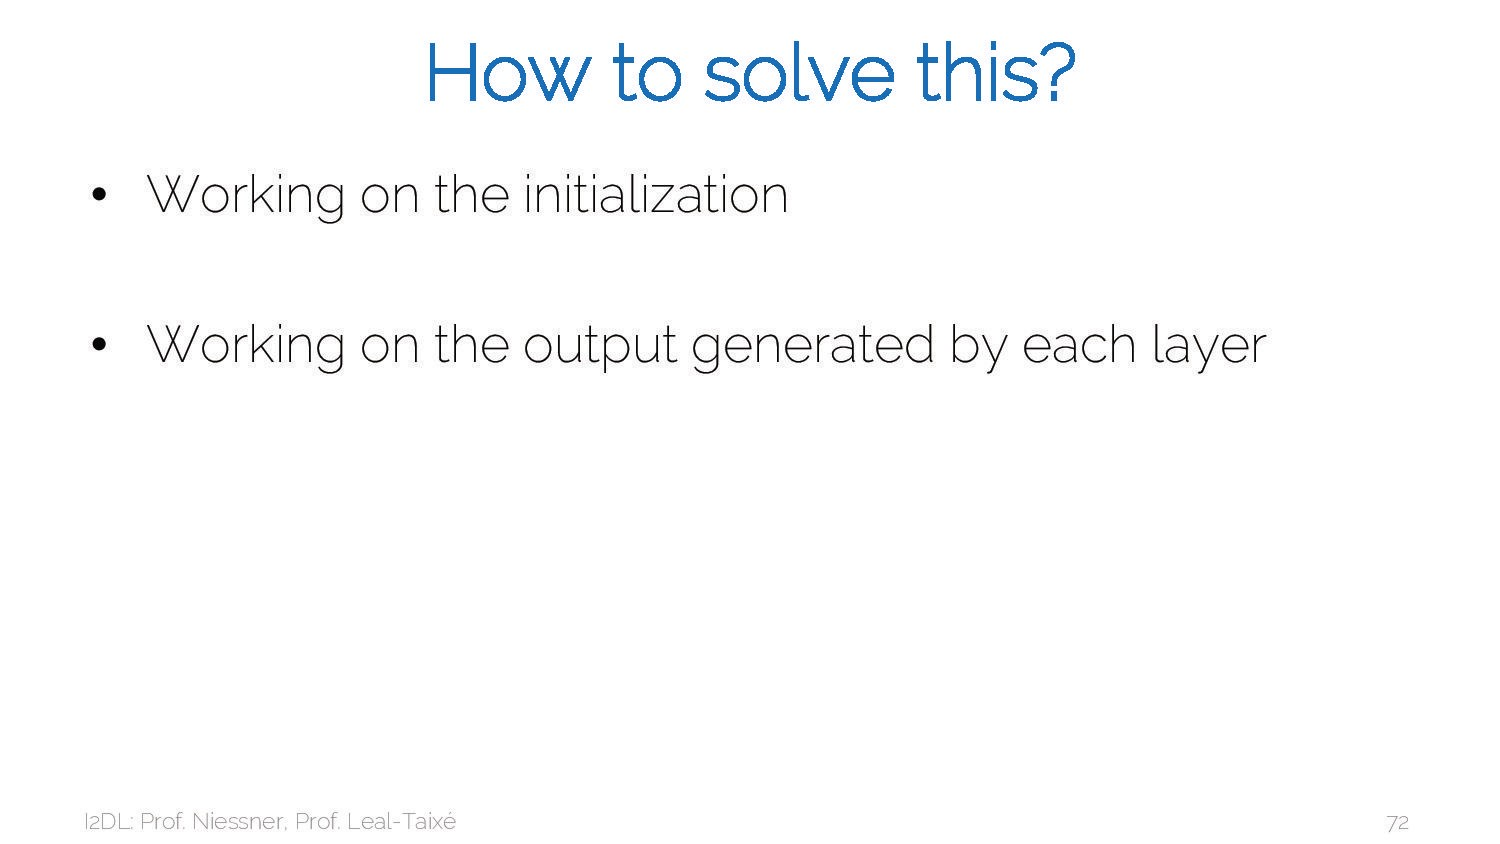 How to solve this?
• Working on the initialization
• Working on the output generated by each layer
I2DL: Prof. Niessner, Prof. Leal-Taixé
72